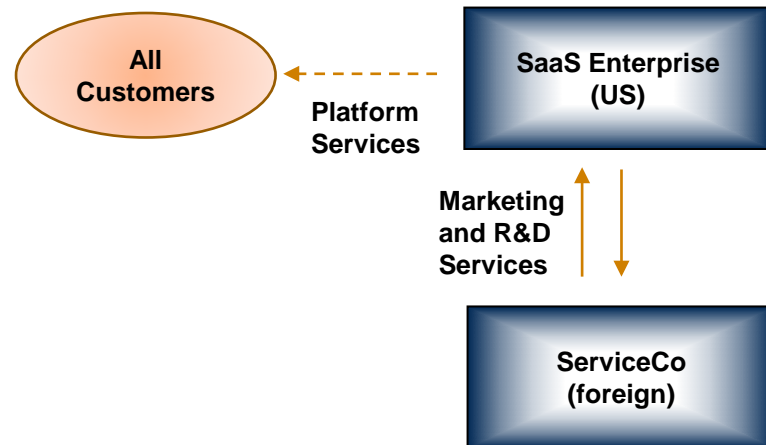 All
Customers
SaaS Enterprise
(US)
Platform
Services
Marketing
and R&D
Services
ServiceCo
(foreign)